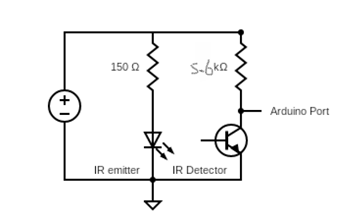 150 Ω
5-6kΩ
Arduino Port
IR emitter
IR Detector